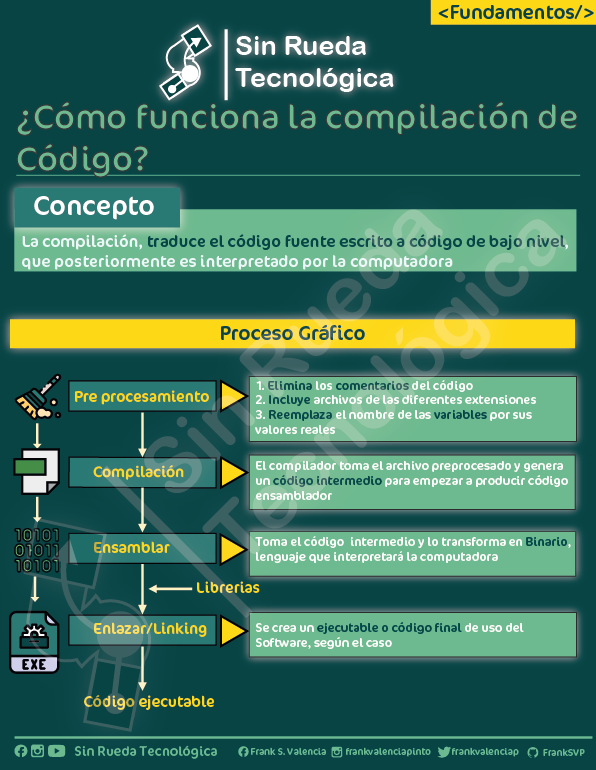 <Fundamentos/>
Sin Rueda
Tecnológica
¿Cómo funciona la compilación de
Código?
Concepto
La compilación, traduce el código fuente escrito a código de bajo nivel,
que posteriormente es interpretado por la computadora
Proceso Gráfico
Pre procesamiento
1. Elimina los comentarios del código
2. Incluye archivos de las diferentes extensiones
3. Reemplaza el nombre de las variables por sus
valores reales
Compilación
El compilador toma el archivo preprocesado y genera
un código intermedio para empezar a producir código
ensamblador
10101
01011
10101
Ensamblar
Toma el código intermedio y lo transforma en Binario,
lenguaje que interpretará la computadora
Librerias
EXE
Enlazar/Linking
Se crea un ejecutable o código final de uso del
Software, según el caso
Código ejecutable
Sin Rueda
Tecnológica
Sin Rueda Tecnológica
Frank S. Valencia
frankvalenciapinto
frankvalenciap
FrankSVP